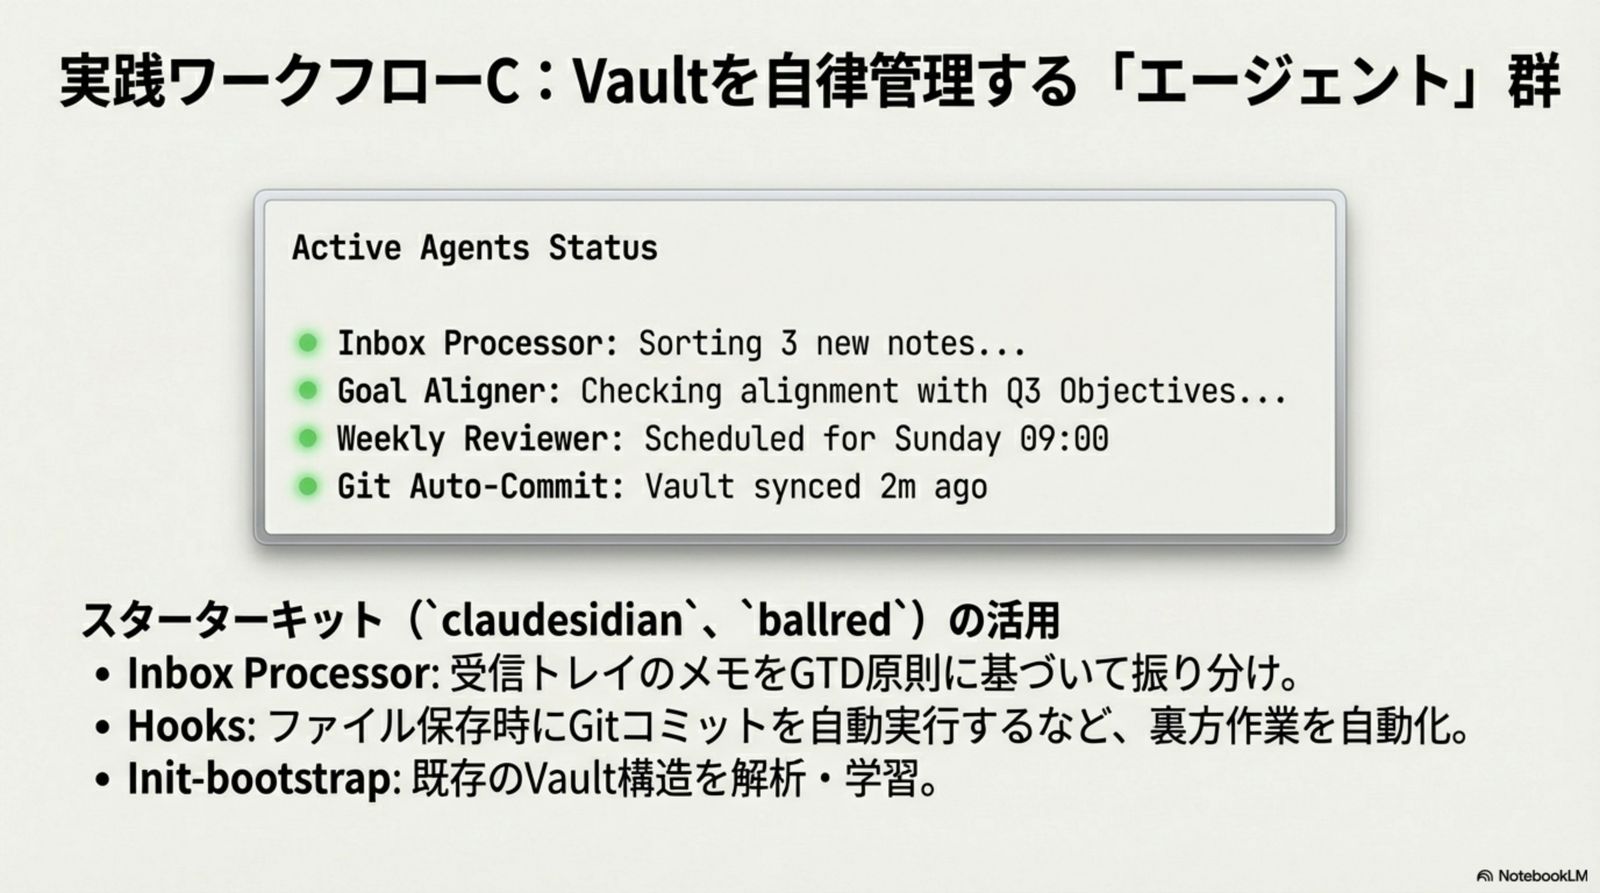 実践ワークフローC：Vaultを自律管理する「エージェント」群
Active Agents Status
Inbox Processor: Sorting 3 new notes...
Goal Aligner: Checking alignment with Q3 Objectives...
Weekly Reviewer: Scheduled for Sunday 09:00
Git Auto-Commit: Vault synced 2m ago
スターターキット（`claudesidian`、`ballred`）の活用
• Inbox Processor: 受信トレイのメモをGTD原則に基づいて振り分け。
• Hooks: ファイル保存時にGitコミットを自動実行するなど、裏方作業を自動化。
• Init-bootstrap: 既存のVault構造を解析・学習。
NotebookLM